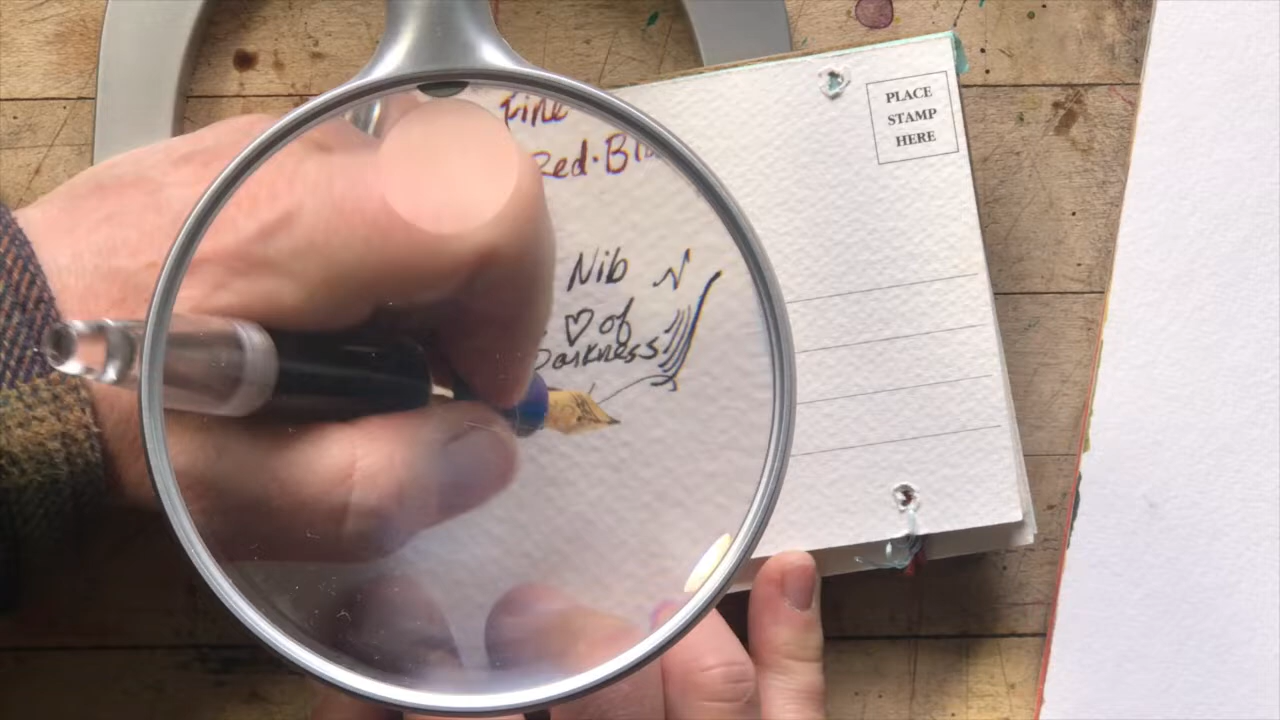 Fine
Red·Bl
Nib
♡ of
Darkness
PLACE
STAMP
HERE